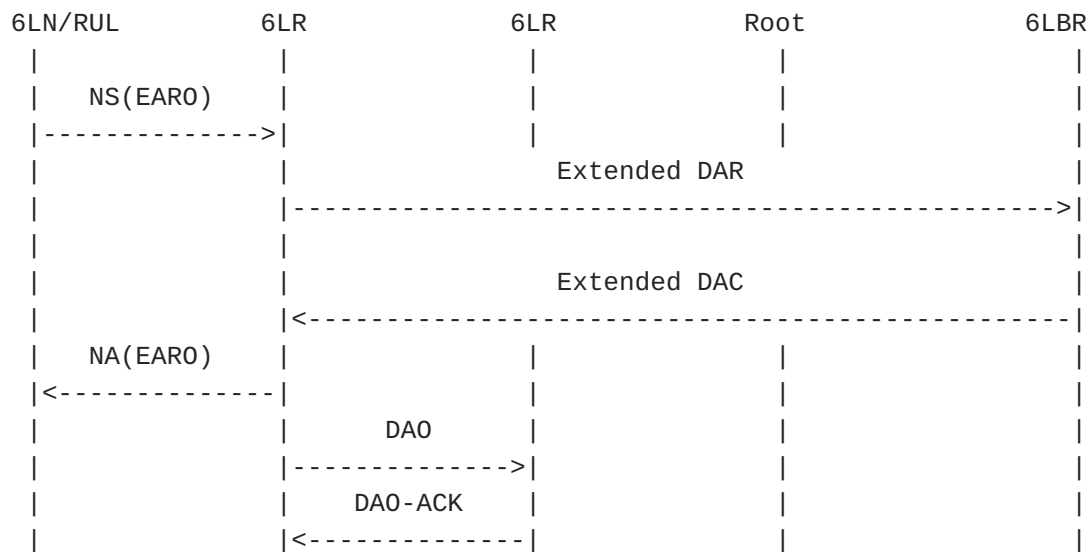 6LN/RUL 6LR 6LR Root 6LBR
NS(EARO)
Extended DAR
Extended DAC
NA(EARO)
DAO
DAO-ACK